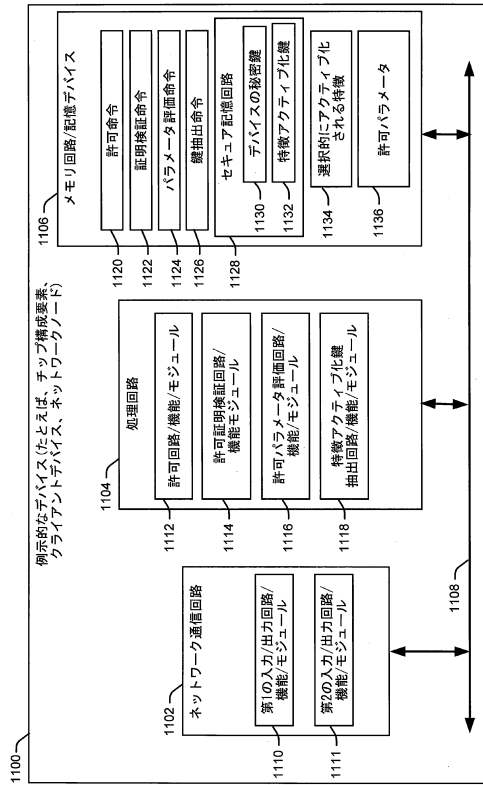 1100
例示的なデバイス(たとえば、チップ構成要素、
クライアントデバイス、ネットワークノード)
1102
ネットワーク通信回路
1110
第1の入力/出力回路/
機能/モジュール
1111
第2の入力/出力回路/
機能/モジュール
1104
処理回路
1112
許可回路/機能/モジュール
1114
許可証明検証回路/
機能モジュール
1116
許可パラメータ評価回路/
機能/モジュール
1118
特徴アクティブ化鍵
抽出回路/機能/モジュール
1106
メモリ回路/記憶デバイス
1120
許可命令
1122
証明検証命令
1124
パラメータ評価命令
1126
鍵抽出命令
1128
セキュア記憶回路
1130
デバイスの秘密鍵
1132
特徴アクティブ化鍵
1134
選択的にアクティブ化
される特徴
1136
許可パラメータ
1108